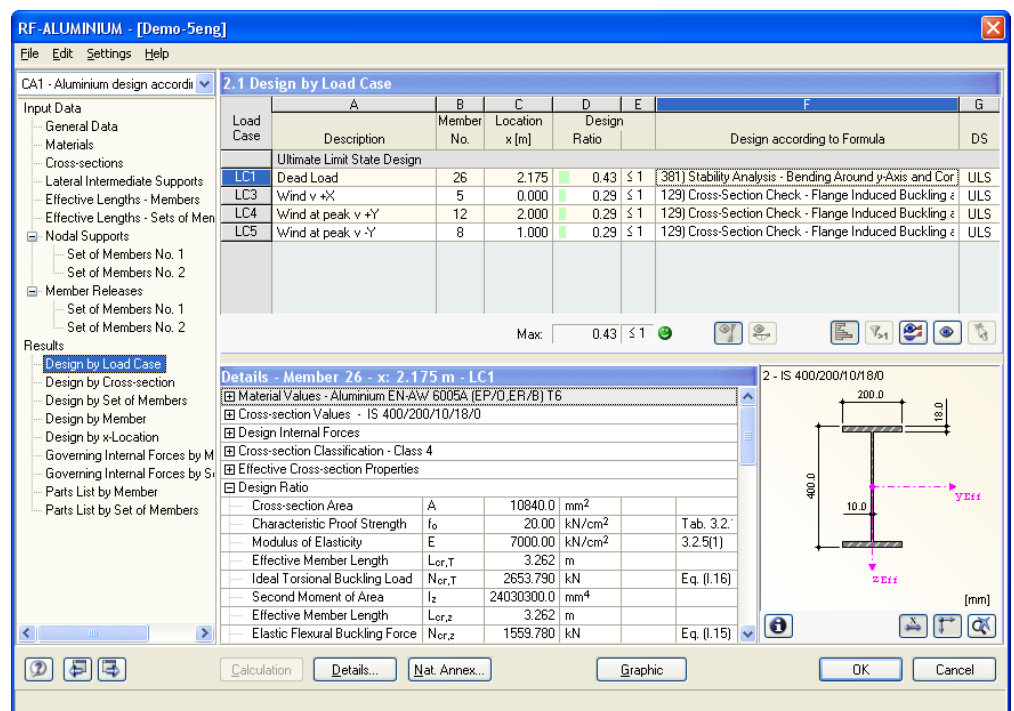 RF-ALUMINIUM - [Demo-5eng]
File Edit Settings Help
CA1 - Aluminium design accordii
Input Data
General Data
Materials
Cross-sections
Lateral Intermediate Supports
Effective Lengths - Members
Effective Lengths - Sets of Men
Nodal Supports
Set of Members No. 1
Set of Members No. 2
Member Releases
Set of Members No. 1
Set of Members No. 2
Results
Design by Load Case
Design by Cross-section
Design by Set of Members
Design by Member
Design by x-Location
Governing Internal Forces by M
Governing Internal Forces by S
Parts List by Member
Parts List by Set of Members
2.1 Design by Load Case
A B C D E F G
Load Case Description Member No. Location x [m] Design Ratio Design according to Formula DS
Ultimate Limit State Design
LC1 Dead Load 26 2.175 0.43 ≤ 1 381) Stability Analysis - Bending Around y-Axis and Cor ULS
LC3 Wind v +X 5 0.000 0.29 ≤ 1 129) Cross-Section Check - Flange Induced Buckling a ULS
LC4 Wind at peak v +Y 12 2.000 0.29 ≤ 1 129) Cross-Section Check - Flange Induced Buckling a ULS
LC5 Wind at peak v -Y 8 1.000 0.29 ≤ 1 129) Cross-Section Check - Flange Induced Buckling a ULS
Max: 0.43 ≤ 1
Details - Member 26 - x: 2.175 m - LC1
Material Values - Aluminium EN-AW 6005A (EP/O,ER/B) T6
Cross-section Values - IS 400/200/10/18/0
Design Internal Forces
Cross-section Classification - Class 4
Effective Cross-section Properties
Design Ratio
Cross-section Area A 10840.0 mm²
Characteristic Proof Strength fo 20.00 kN/cm² Tab. 3.2.
Modulus of Elasticity E 7000.00 kN/cm² 3.2.5(1)
Effective Member Length Lcr,T 3.262 m
Ideal Torsional Buckling Load Ncr,T 2653.790 kN Eq. (I.16)
Second Moment of Area Iz 24030300.0 mm⁴
Effective Member Length Lcr,z 3.262 m
Elastic Flexural Buckling Force Ncr,z 1559.780 kN Eq. (I.15)
2 - IS 400/200/10/18/0
200.0
18.0
400.0
10.0
yEff
zEff
[mm]
Calculation Details... Nat. Annex... Graphic OK Cancel